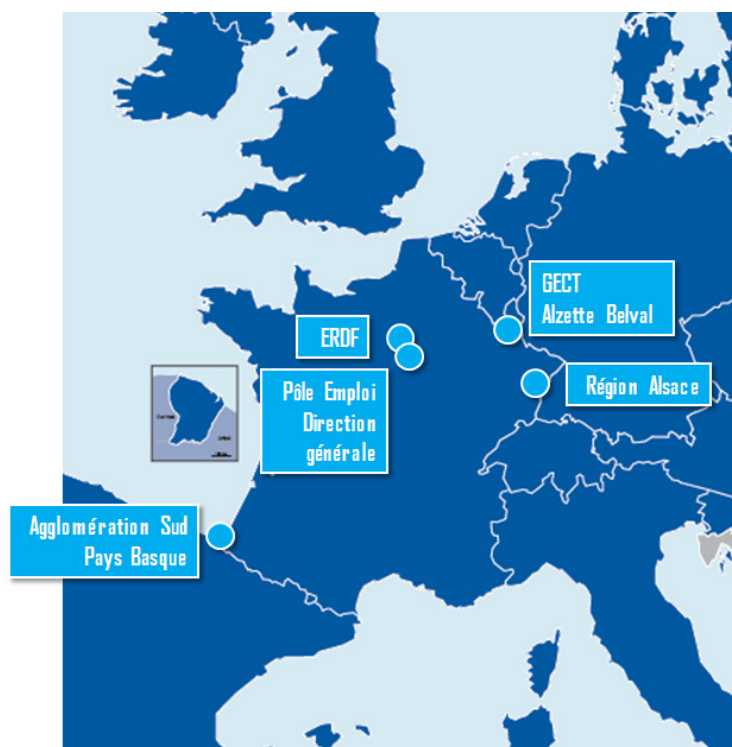 GECT
Alzette Belval
ERDF
Pôle Emploi
Direction
générale
Région Alsace
Agglomération Sud
Pays Basque